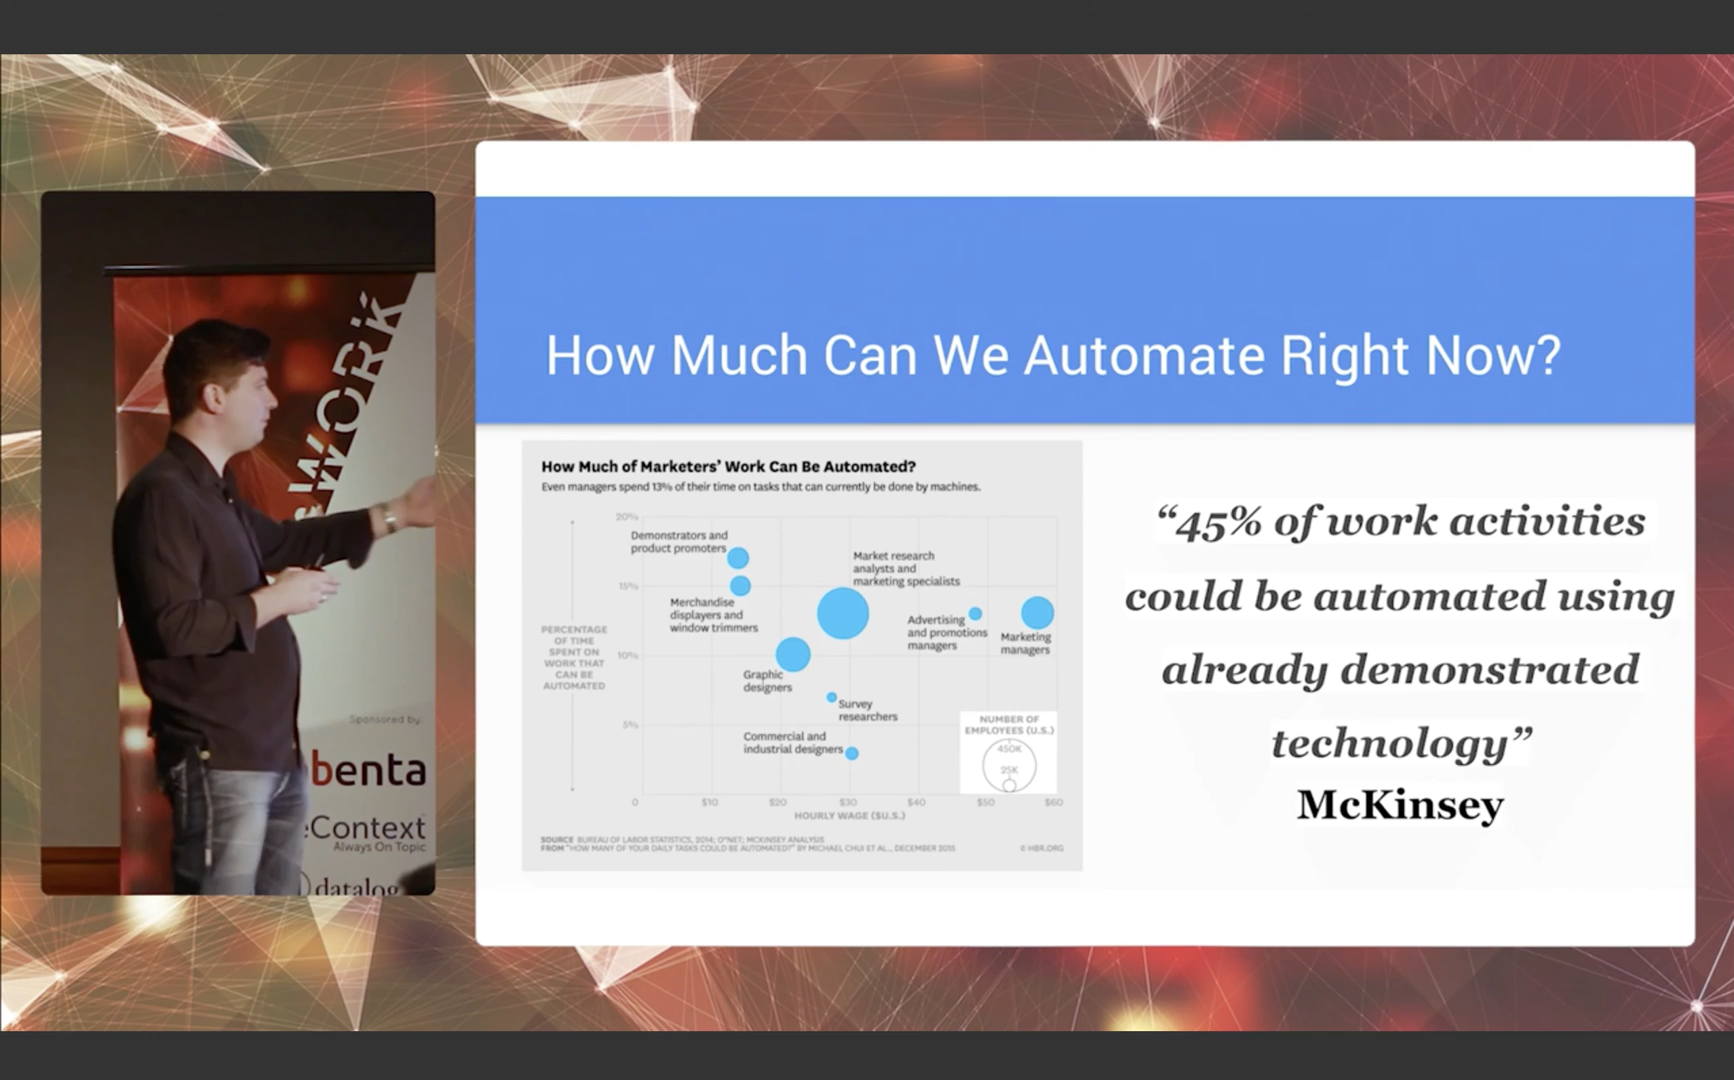 WORK
Sponsored by:
benta
eContext
Always On Topic
datalog
How Much Can We Automate Right Now?
How Much of Marketers’ Work Can Be Automated?
Even managers spend 13% of their time on tasks that can currently be done by machines.
20%
Demonstrators and
product promoters
Market research
analysts and
marketing specialists
15%
Merchandise
displayers and
window trimmers
Advertising
and promotions
managers
Marketing
managers
PERCENTAGE
OF TIME
SPENT ON
WORK THAT
CAN BE
AUTOMATED
10%
Graphic
designers
Survey
researchers
5%
Commercial and
industrial designers
NUMBER OF
EMPLOYEES (U.S.)
450K
25K
0 $10 $20 $30 $40 $50 $60
HOURLY WAGE ($U.S.)
SOURCE BUREAU OF LABOR STATISTICS, 2014; O*NET; MCKINSEY ANALYSIS
FROM “HOW MANY OF YOUR DAILY TASKS COULD BE AUTOMATED?” BY MICHAEL CHUI ET AL., DECEMBER 2015
© HBR.ORG
“45% of work activities
could be automated using
already demonstrated
technology”
McKinsey